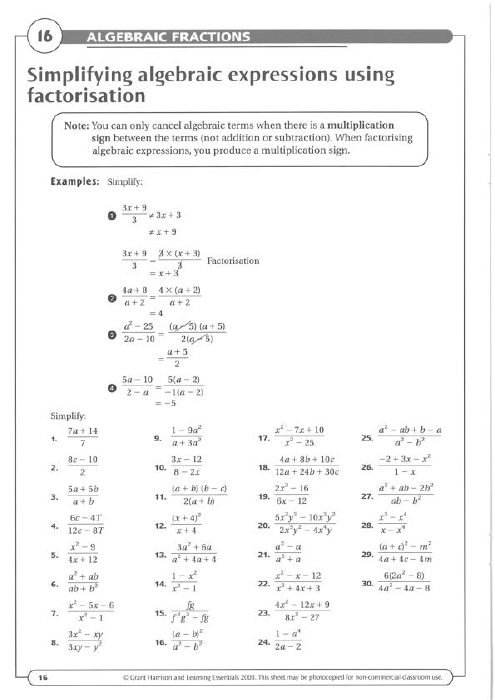 16 ALGEBRAIC FRACTIONS
Simplifying algebraic expressions using
factorisation
Note: You can only cancel algebraic terms when there is a multiplication
sign between the terms (not addition or subtraction). When factorising
algebraic expressions, you produce a multiplication sign.
Examples: Simplify:
1 (3x + 9)/3 ≠ 3x + 3
≠ x + 9
(3x + 9)/3 = 3 × (x + 3)/3 Factorisation
= x + 3
2 (4a + 8)/(a + 2) = 4 × (a + 2)/(a + 2)
= 4
3 (a² − 25)/(2a − 10) = (a − 5)(a + 5)/2(a − 5)
= (a + 5)/2
4 (5a − 10)/(2 − a) = 5(a − 2)/−1(a − 2)
= −5
Simplify:
1. (7a + 14)/7
2. (8c − 10)/2
3. (5a + 5b)/(a + b)
4. (6c − 4T)/(12c − 8T)
5. (x² − 9)/(4x + 12)
6. (a² + ab)/(ab + b²)
7. (x² − 5x − 6)/(x² − 1)
8. (3x² − xy)/(3xy − y²)
9. (1 − 9a²)/(a + 3a²)
10. (3x − 12)/(8 − 2x)
11. (a + b)(b − c)/2(a + b)
12. (x + 4)²/(x + 4)
13. (3a² + 6a)/(a² + 4a + 4)
14. (1 − x²)/(x² − 1)
15. fg/(f²g² − fg)
16. (a − b)²/(a² − b²)
17. (x² − 7x + 10)/(x² − 25)
18. (4a + 8b + 10c)/(12a + 24b + 30c)
19. (2x² − 16)/(6x − 12)
20. (5x³y³ − 10x²y²)/(2x²y² − 4x²y)
21. (a² − a)/(a² + a)
22. (x² − x − 12)/(x² + 4x + 3)
23. (4x² − 12x + 9)/(8x³ − 27)
24. (1 − a⁴)/(2a − 2)
25. (a² − ab + b − a)/(a² − b²)
26. (−2 + 3x − x²)/(1 − x)
27. (a² + ab − 2b²)/(ab − b²)
28.
29. ((a + c)² − m²)/(4a + 4c − 4m)
30. 6(2a² − 8)/(4a² − 4a − 8)
16 © Grant Harrison and Learning Essentials 2005. This sheet may be photocopied for non-commercial classroom use.